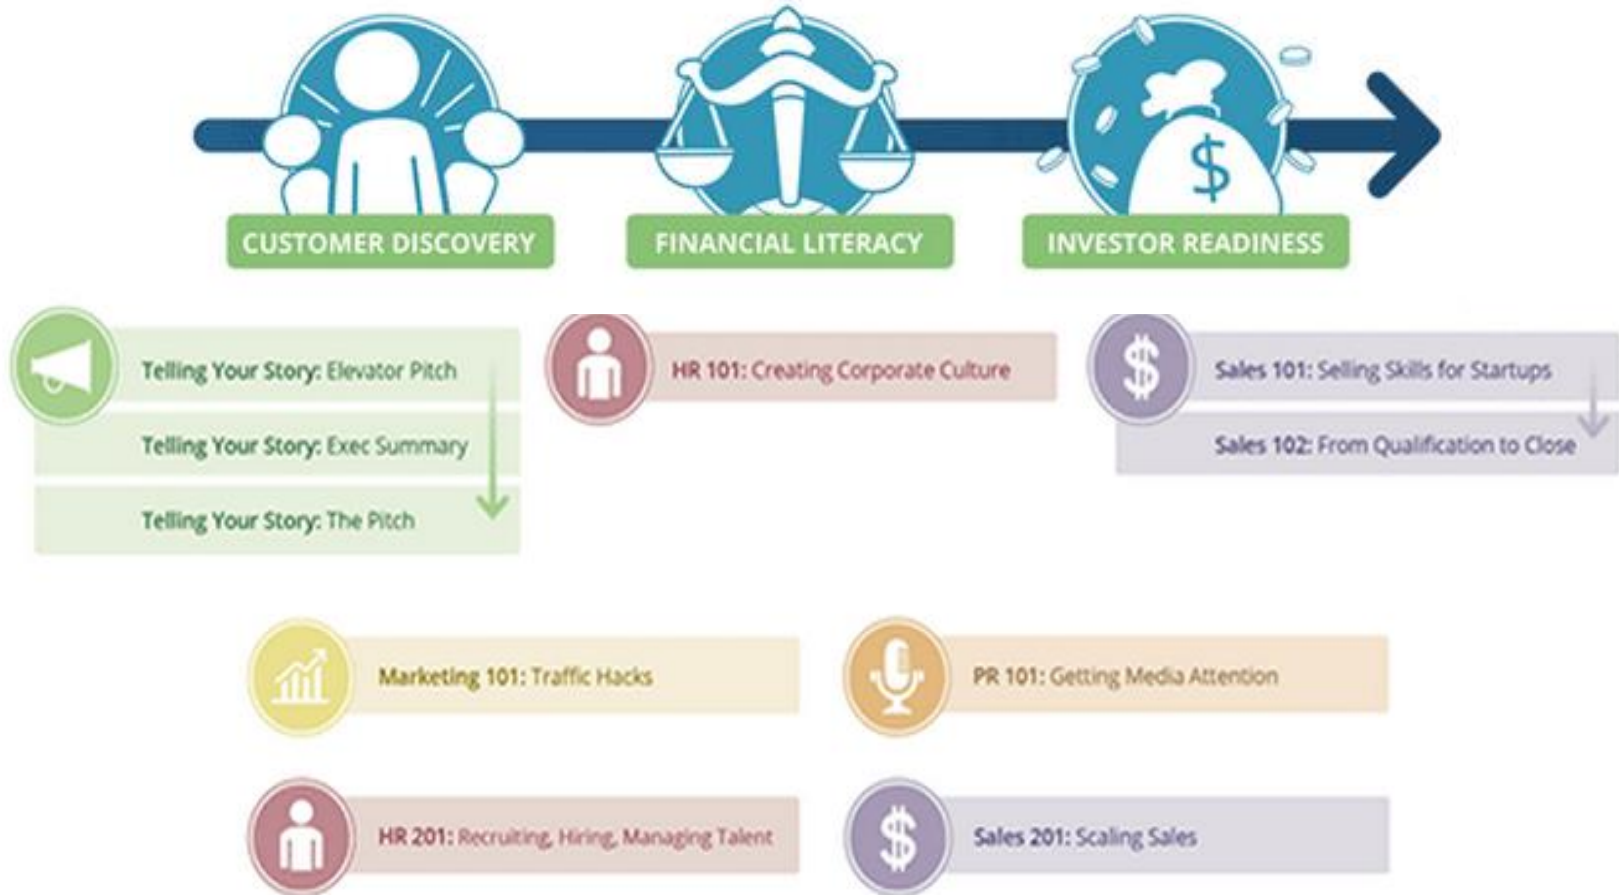 CUSTOMER DISCOVERY
FINANCIAL LITERACY
INVESTOR READINESS
Telling Your Story: Elevator Pitch
Telling Your Story: Exec Summary
Telling Your Story: The Pitch
HR 101: Creating Corporate Culture
$
Sales 101: Selling Skills for Startups
Sales 102: From Qualification to Close
Marketing 101: Traffic Hacks
PR 101: Getting Media Attention
HR 201: Recruiting, Hiring, Managing Talent
$
Sales 201: Scaling Sales